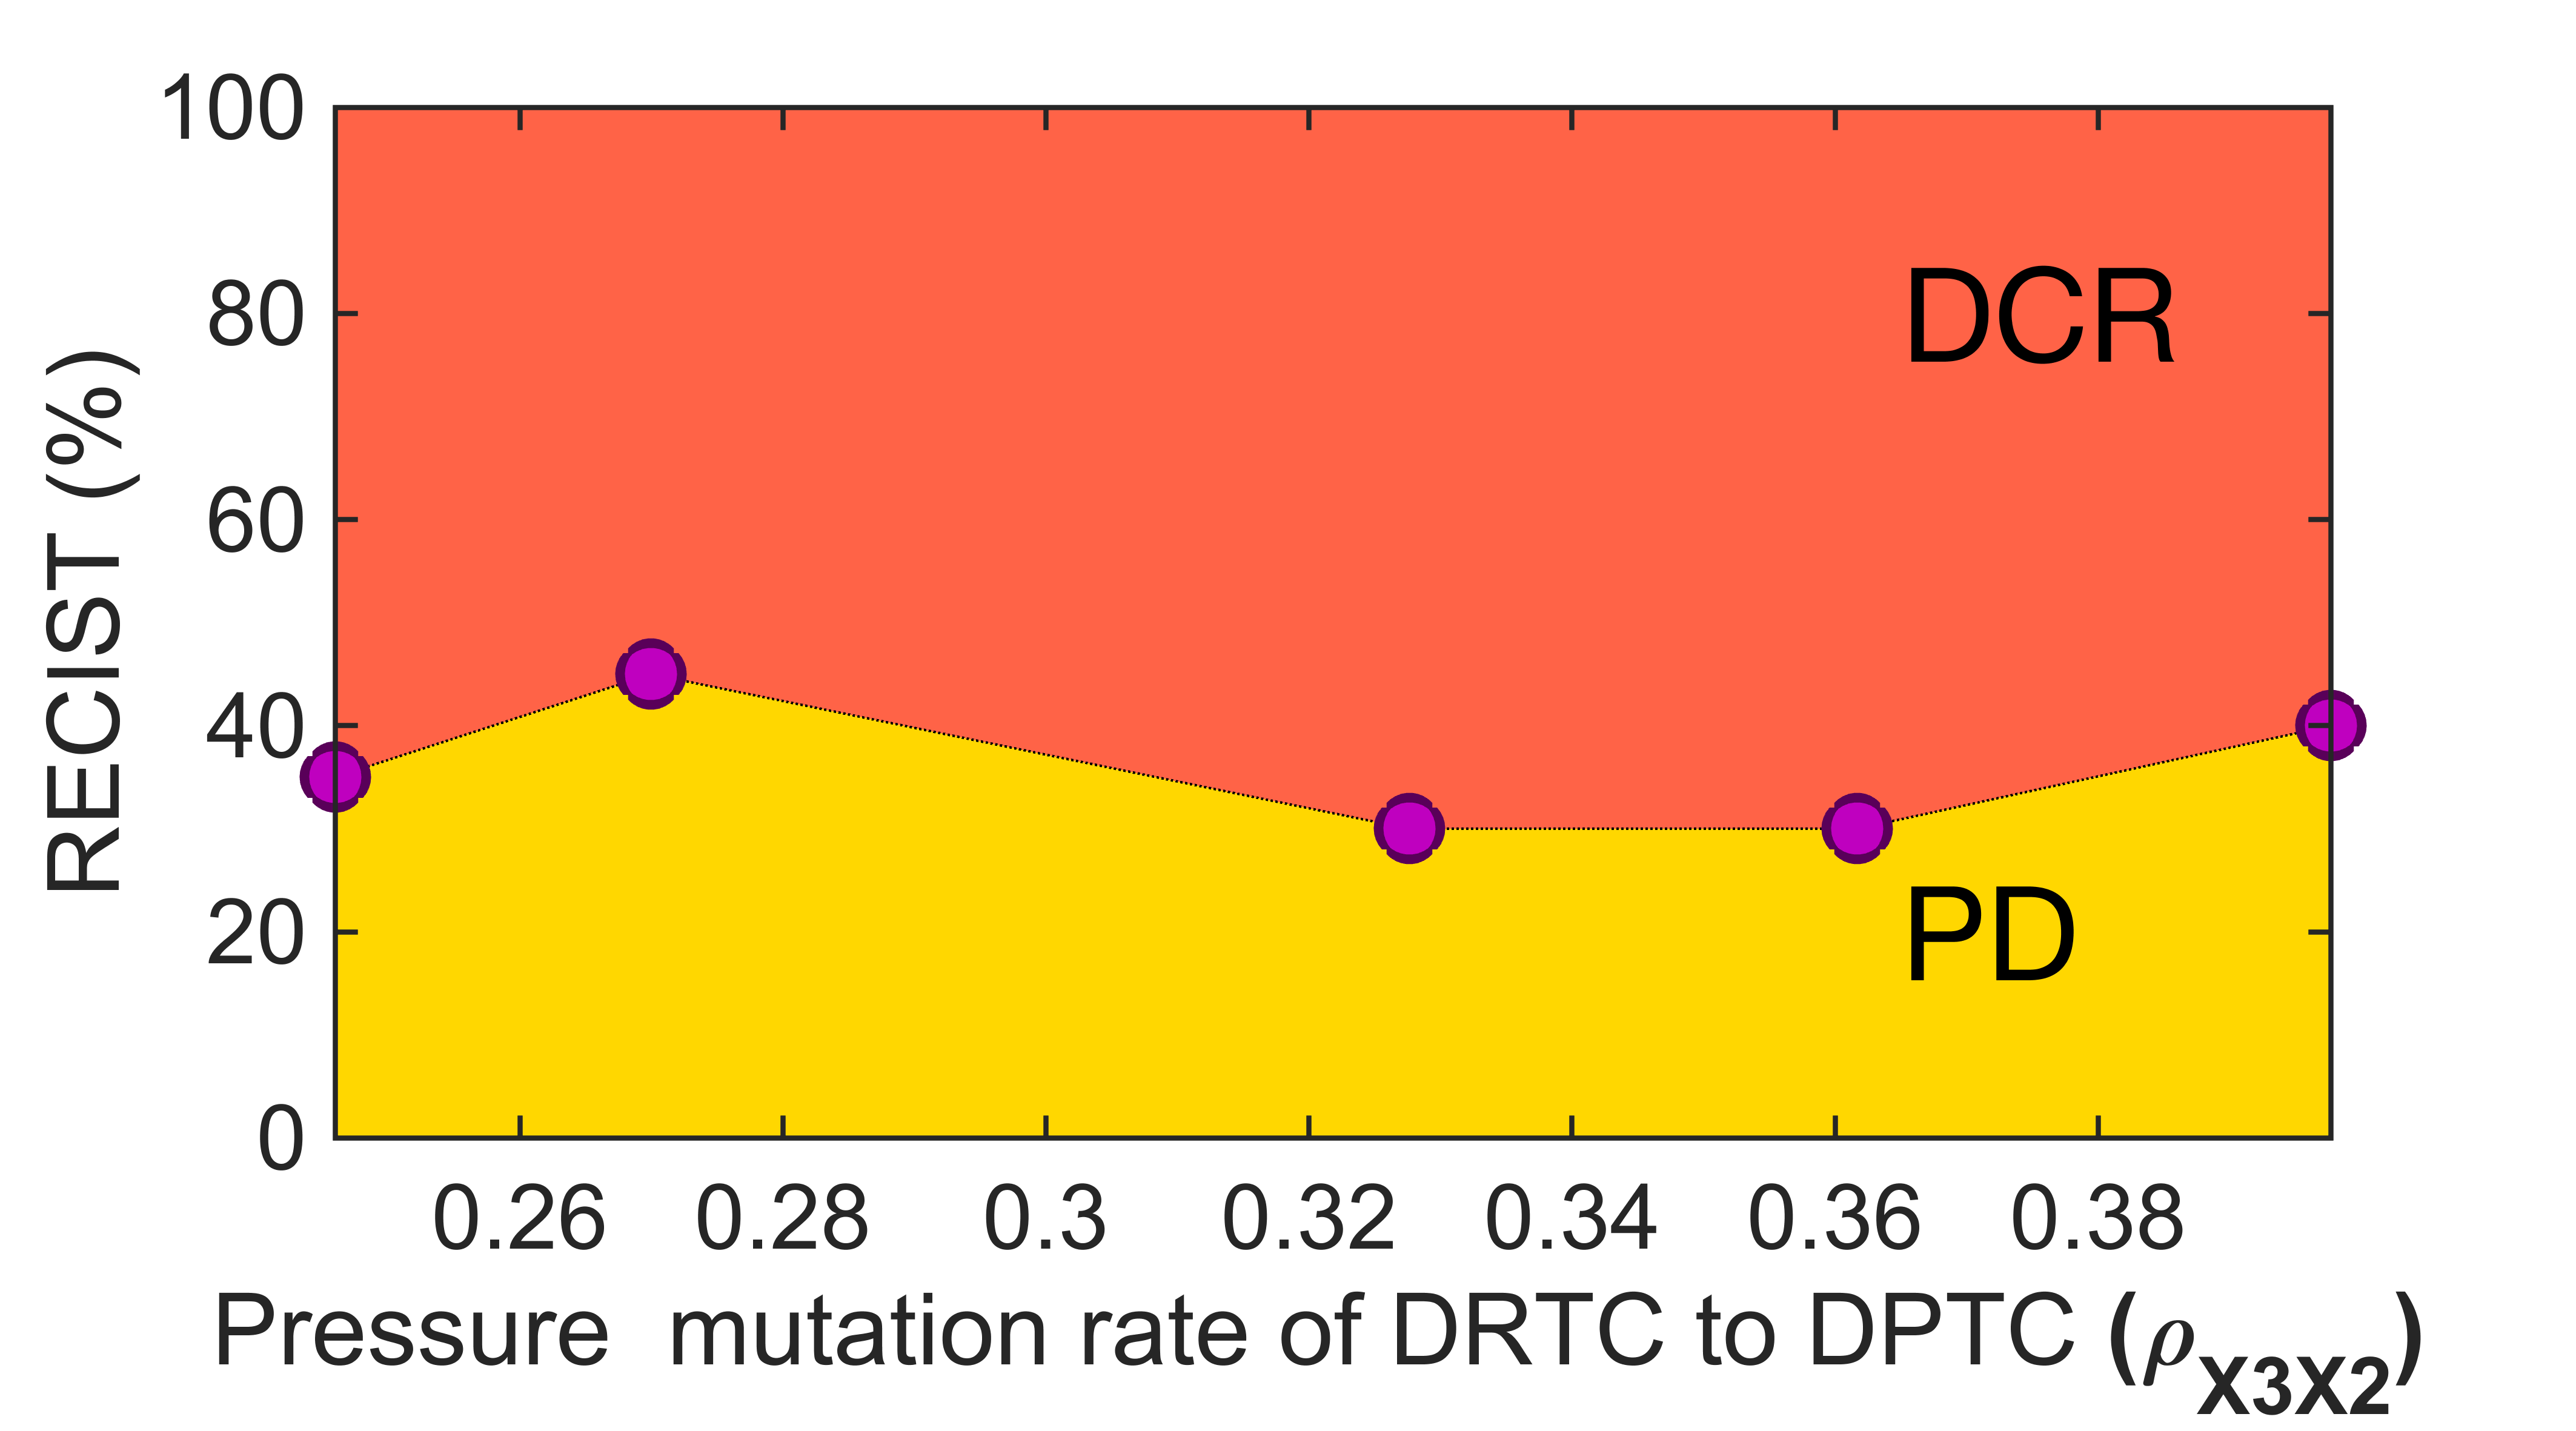 RECIST (%)
100
80
60
40
20
0
DCR
PD
0.26 0.28 0.3 0.32 0.34 0.36 0.38
Pressure mutation rate of DRTC to DPTC (ρX3X2)